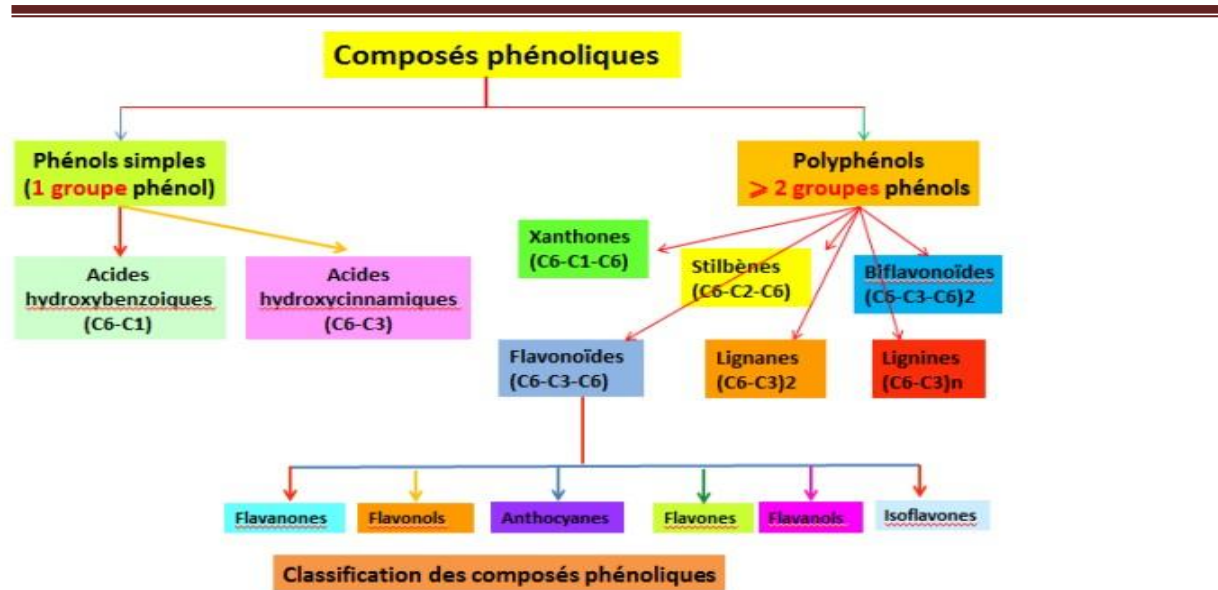 Composés phénoliques
Phénols simples
(1 groupe phénol)
Polyphénols
⩾ 2 groupes phénols
Acides
hydroxybenzoiques
(C6-C1)
Acides
hydroxycinnamiques
(C6-C3)
Xanthones
(C6-C1-C6)
Stilbènes
(C6-C2-C6)
Biflavonoïdes
(C6-C3-C6)2
Flavonoïdes
(C6-C3-C6)
Lignanes
(C6-C3)2
Lignines
(C6-C3)n
Flavanones
Flavonols
Anthocyanes
Flavones
Flavanols
Isoflavones
Classification des composés phénoliques